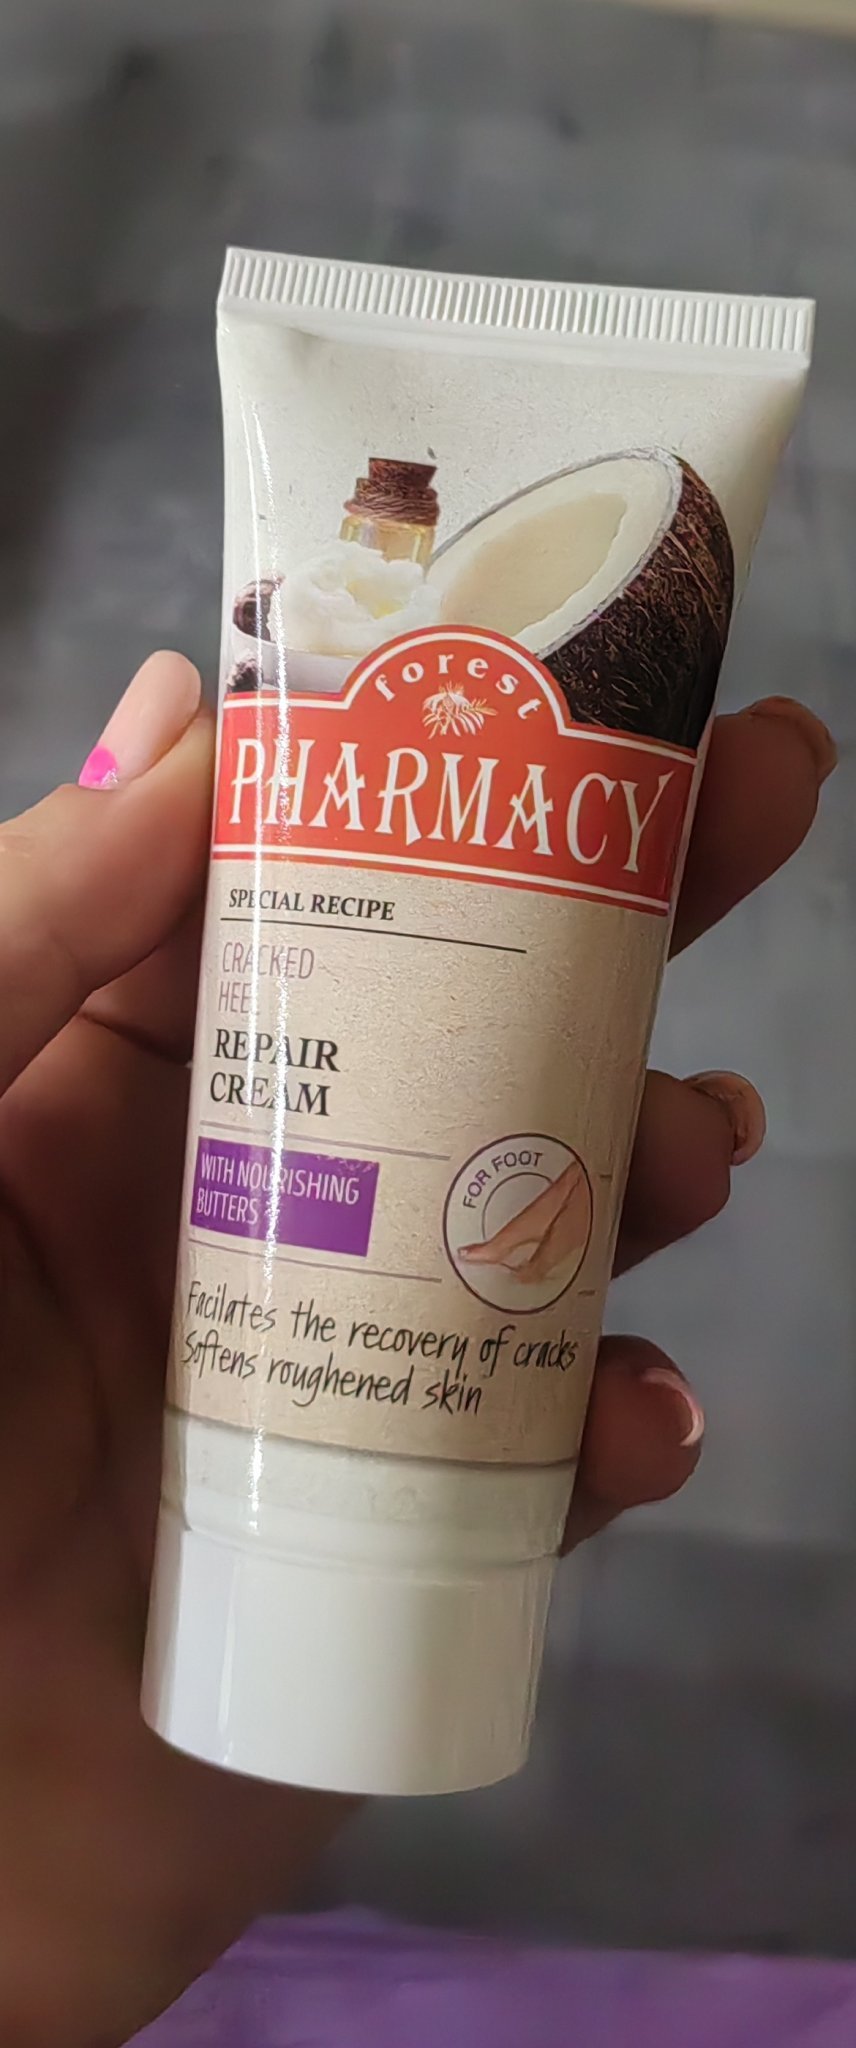 forest
PHARMACY
SPECIAL RECIPE
CRACKED
HEEL
REPAIR
CREAM
WITH NOURISHING
BUTTERS
FOR FOOT
Facilates the recovery of cracks
Softens roughened skin